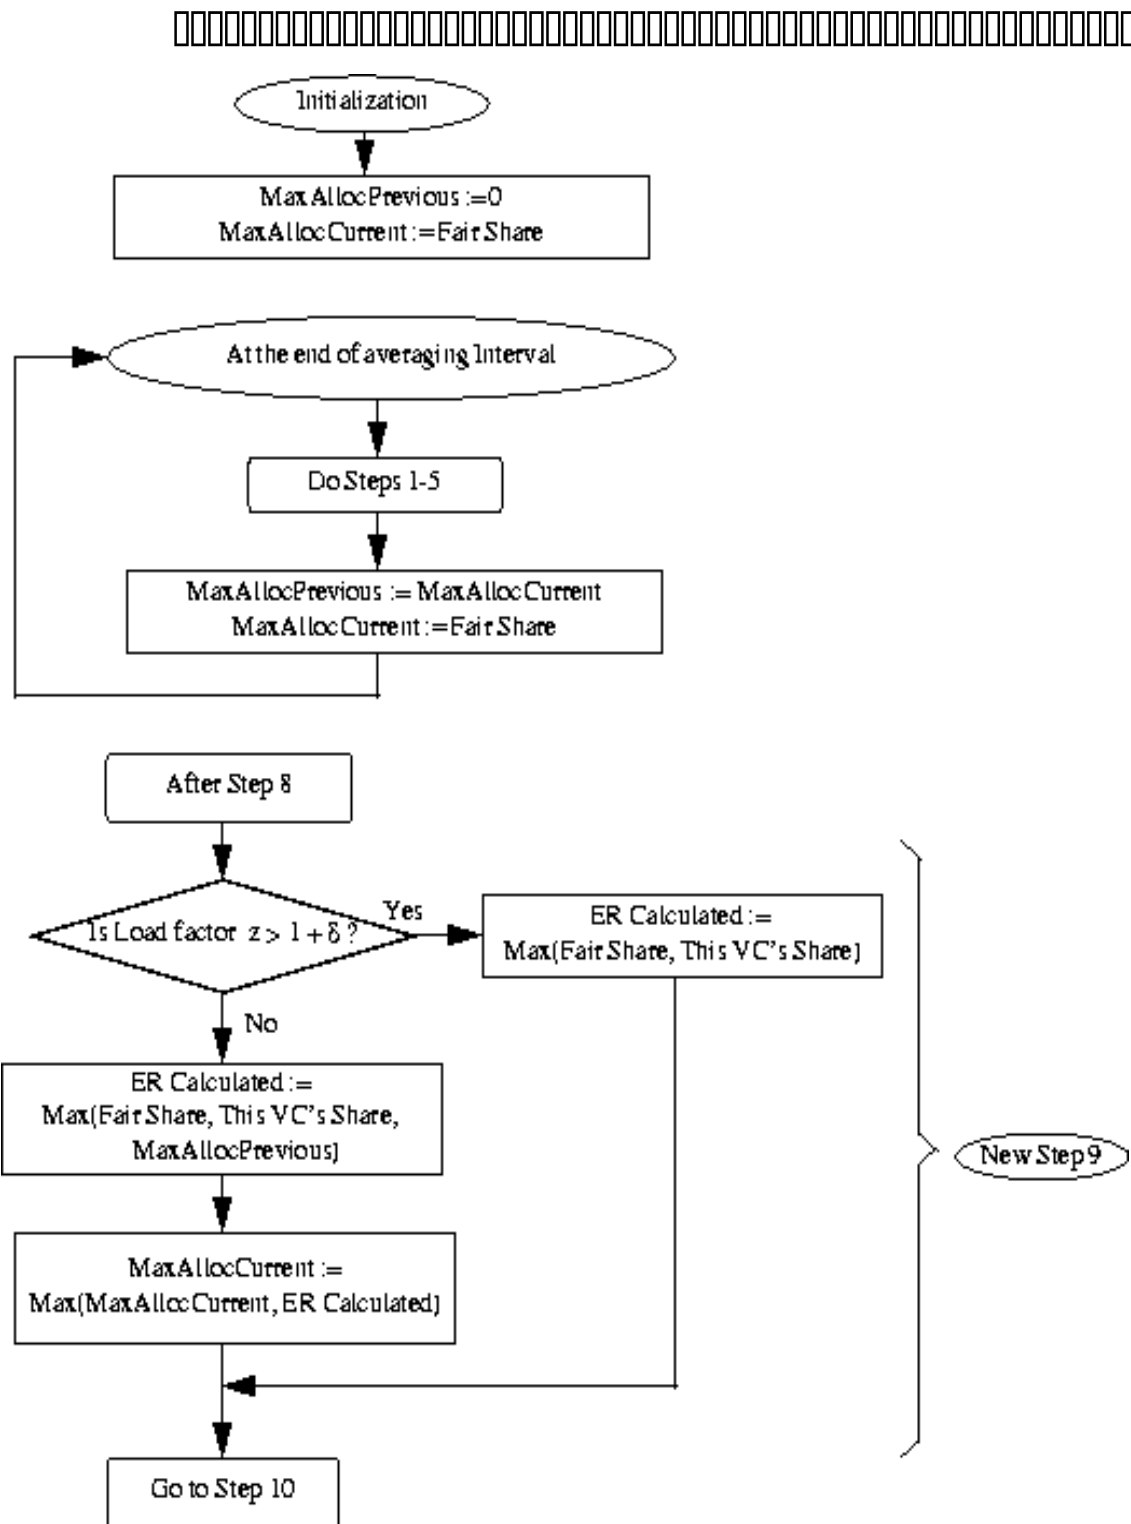 Initialization
MaxAllocPrevious :=0
MaxAllocCurrent :=Fair Share
At the end of averaging Interval
Do Steps 1-5
MaxAllocPrevious := MaxAllocCurrent
MaxAllocCurrent :=Fair Share
After Step 8
Is Load factor z > 1 + δ ?
Yes
ER Calculated :=
Max(Fair Share, This VC's Share)
No
ER Calculated :=
Max(Fair Share, This VC's Share,
MaxAllocPrevious)
New Step 9
MaxAllocCurrent :=
Max(MaxAllocCurrent, ER Calculated)
Go to Step 10